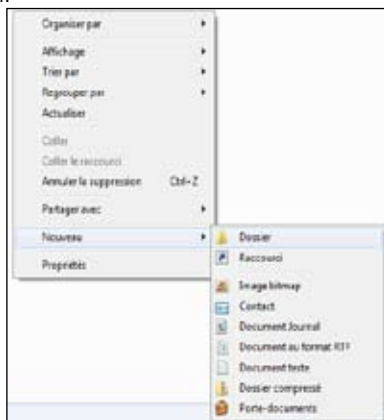 Organiser par
Affichage
Trier par
Regrouper par
Actualiser
Coller
Coller le raccourci
Annuler la suppression Ctrl+Z
Partager avec
Nouveau
Propriétés
Dossier
Raccourci
Image bitmap
Contact
Document Journal
Document au format RTF
Document texte
Dossier compressé
Porte-documents